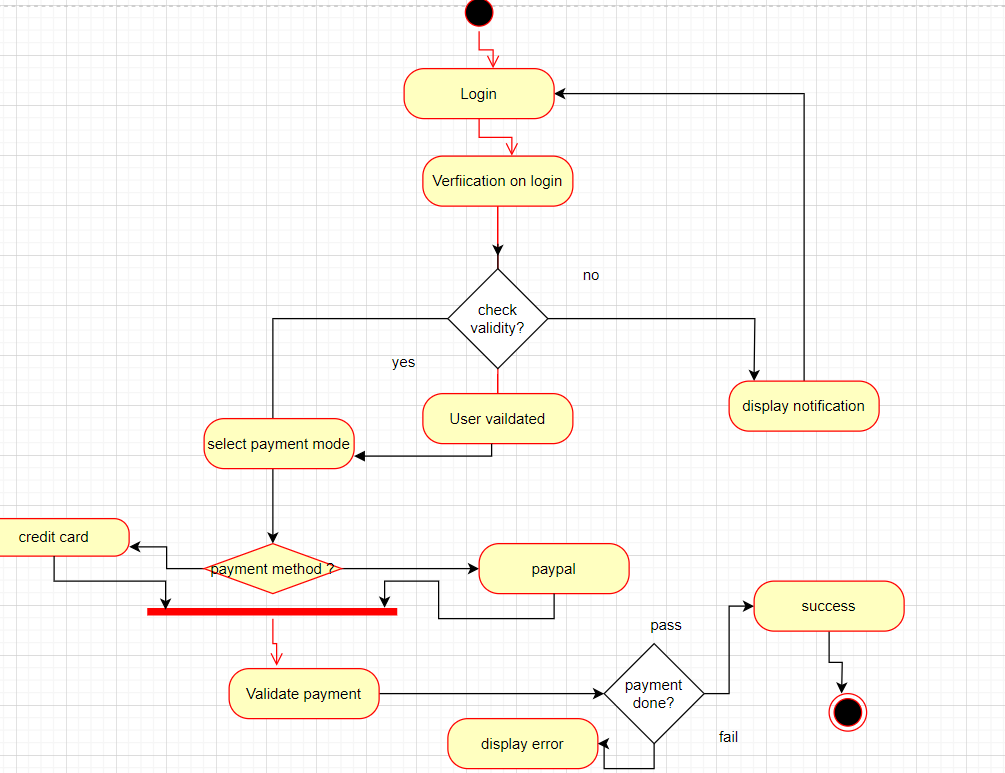 Login
Verfiication on login
no
check
validity?
yes
display notification
User vaildated
select payment mode
credit card
payment method ?
paypal
success
pass
payment
done?
Validate payment
fail
display error